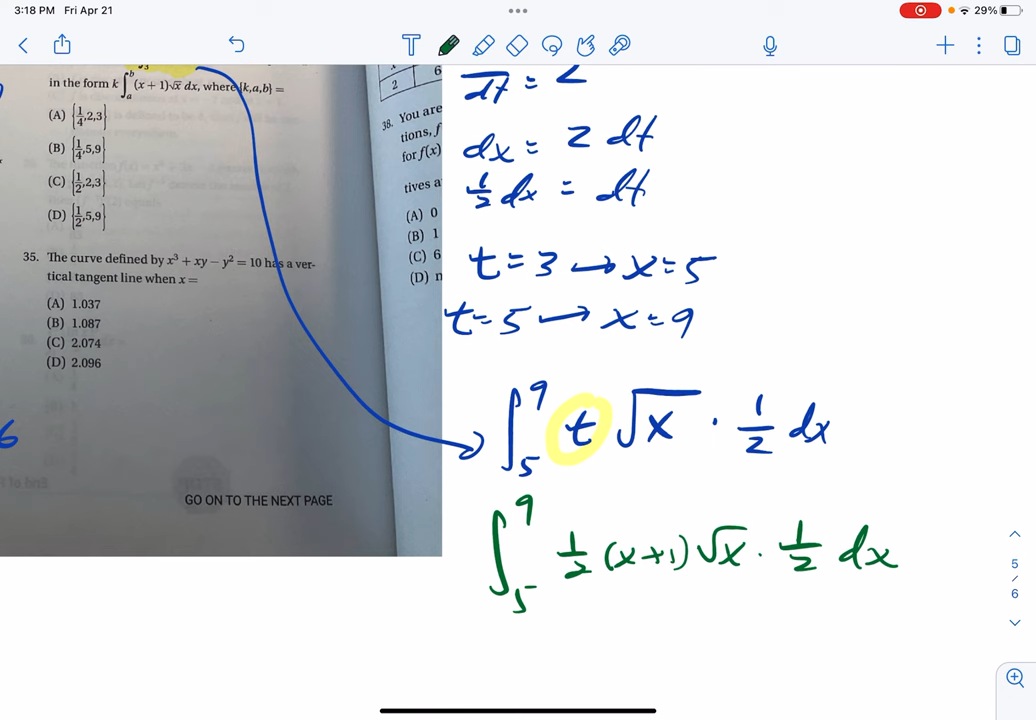 3:18 PM Fri Apr 21
29%
in the form k∫ₐᵇ (x + 1)√x dx, where {k,a,b} =
(A) {1/4,2,3}
(B) {1/4,5,9}
(C) {1/2,2,3}
(D) {1/2,5,9}
35. The curve defined by x³ + xy − y² = 10 has a ver-
tical tangent line when x =
(A) 1.037
(B) 1.087
(C) 2.074
(D) 2.096
GO ON TO THE NEXT PAGE
2 6
38. You are
tions, f
for f(x)
tives a
(A) 0
(B) 1
(C) 6
(D) n
dt = 2
dx = 2 dt
1/2 dx = dt
t = 3 → x = 5
t = 5 → x = 9
∫₅⁹ t √x · 1/2 dx
∫₅⁹ 1/2 (x+1) √x · 1/2 dx
6
5
/
6